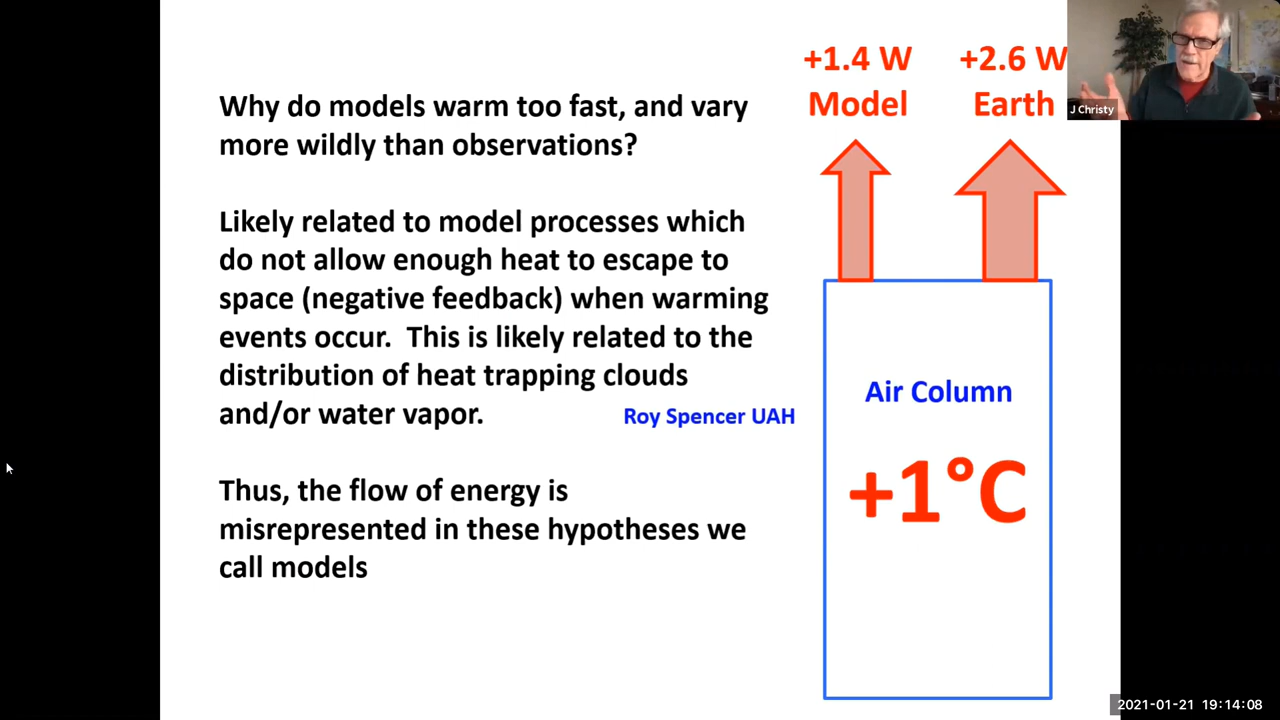 Why do models warm too fast, and vary
more wildly than observations?
Likely related to model processes which
do not allow enough heat to escape to
space (negative feedback) when warming
events occur.  This is likely related to the
distribution of heat trapping clouds
and/or water vapor.
Roy Spencer UAH
Thus, the flow of energy is
misrepresented in these hypotheses we
call models
+1.4 W
Model
+2.6 W
Earth
Air Column
+1°C
J Christy
2021-01-21 19:14:08